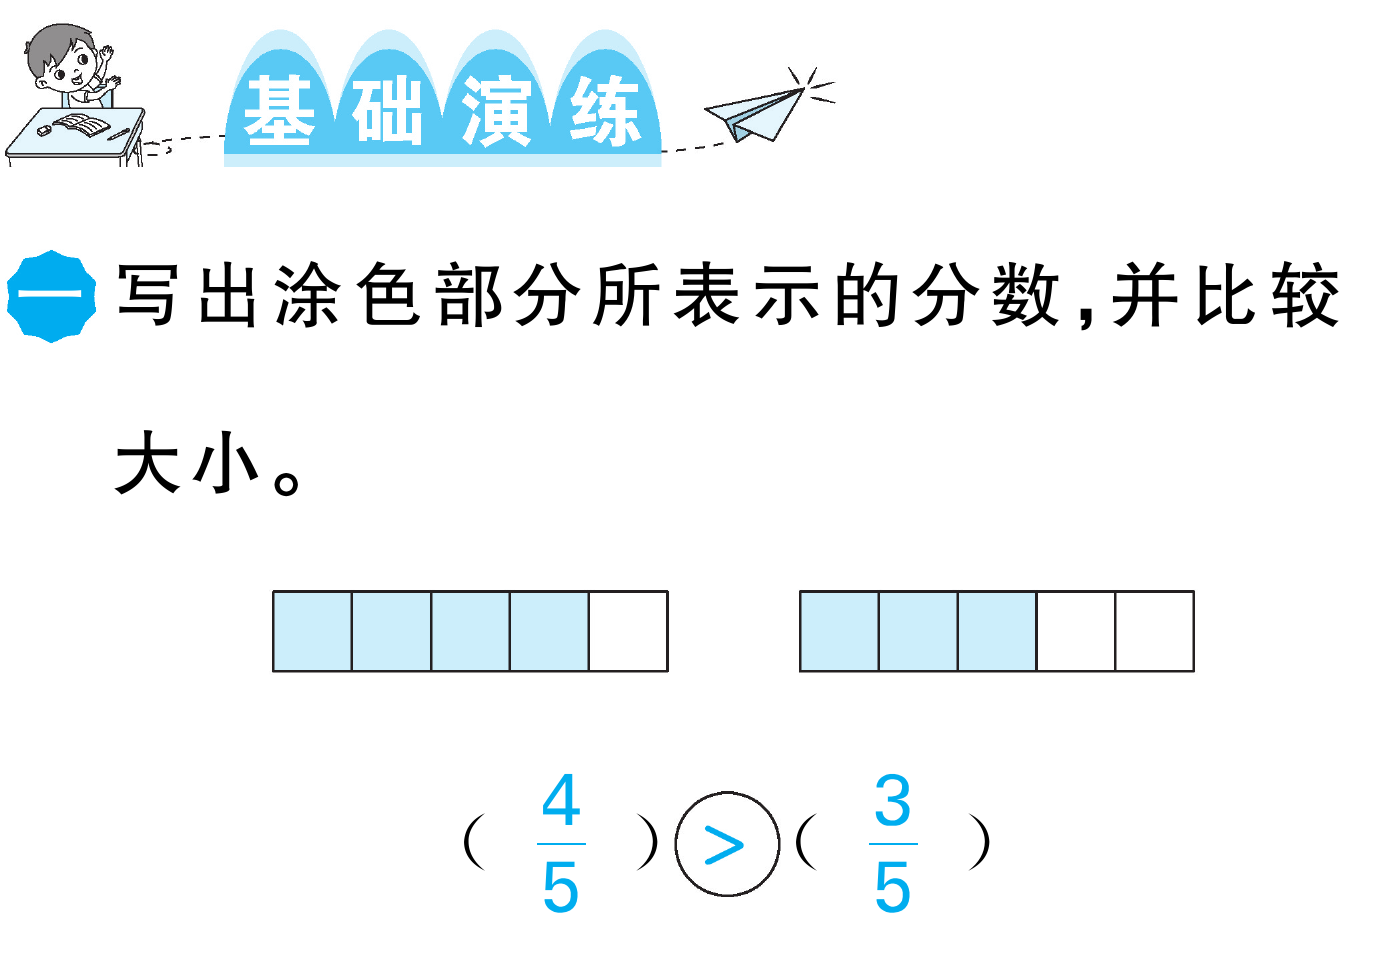 基础演练
一 写出涂色部分所表示的分数,并比较
大小。
( 4/5 ) > ( 3/5 )